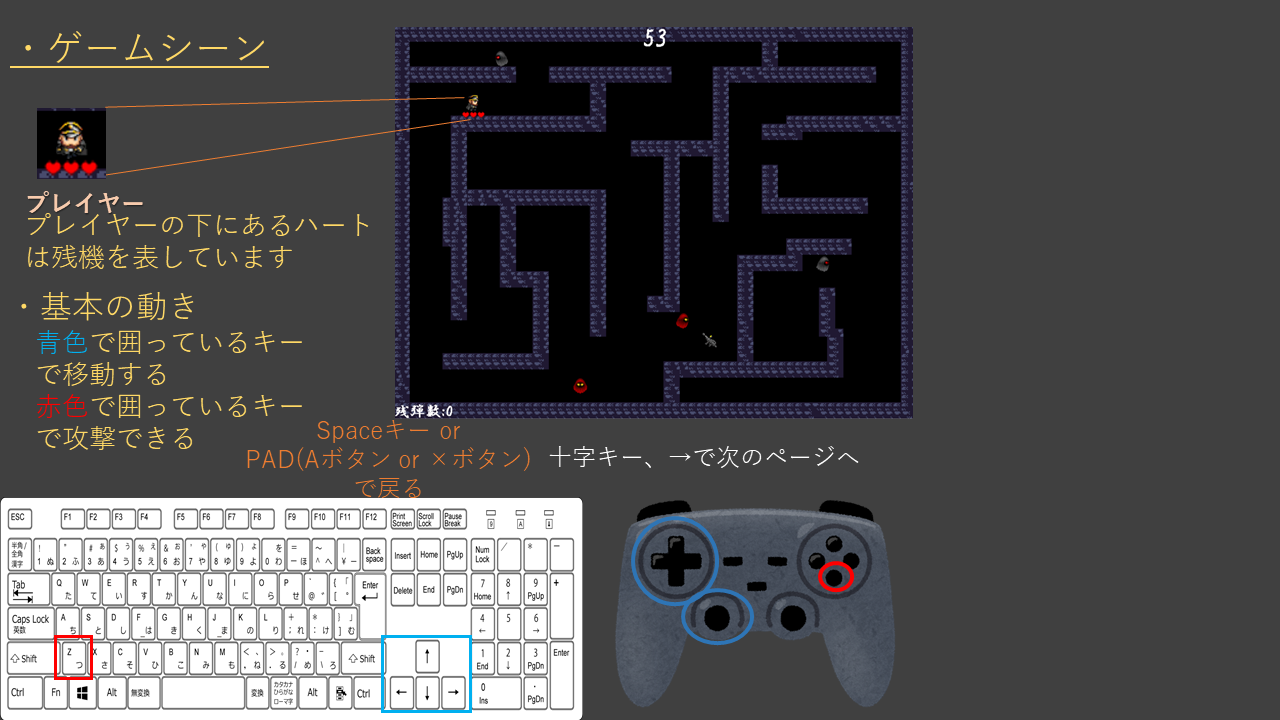 ・ゲームシーン
53
プレイヤー
プレイヤーの下にあるハート
は残機を表しています
・基本の動き
青色で囲っているキー
で移動する
赤色で囲っているキー
で攻撃できる
残弾数:0
Spaceキー or
PAD(Aボタン or ×ボタン)
で戻る
十字キー、→で次のページへ
ESC F1 F2 F3 F4 F5 F6 F7 F8 F9 F10 F11 F12 Print Screen Scroll Lock Pause Break 9 A
半角/全角 漢字 ! 1 ぬ " 2 ふ # ぁ 3 あ $ ぅ 4 う % ぇ 5 え & ぉ 6 お ' ゃ 7 や ( ゅ 8 ゆ ) ょ 9 よ を 0 わ = - ほ ~ ^ へ | ¥ ー Back space Insert Home PgUp Num Lock / * -
Tab Q た W て E い R す T か Y ん U な I に O ら P せ ` @ ゛ { 「 [ ゜ Enter Delete End PgDn 7 Home 8 ↑ 9 PgUp +
Caps Lock 英数 A ち S と D し F _は G き H く J _ま K の L り + ; れ * : け } 」 ] む 4 ← 5 6 →
⇧Shift Z つ X さ C そ V ひ B こ N み M も < 、 , ね > 。 . る ? ・ / め _ \ ろ ⇧Shift ↑ 1 End 2 ↓ 3 PgDn Enter
Ctrl Fn Alt 無変換 変換 カタカナ ひらがな ローマ字 Alt Ctrl ← ↓ → 0 Ins . PgDn